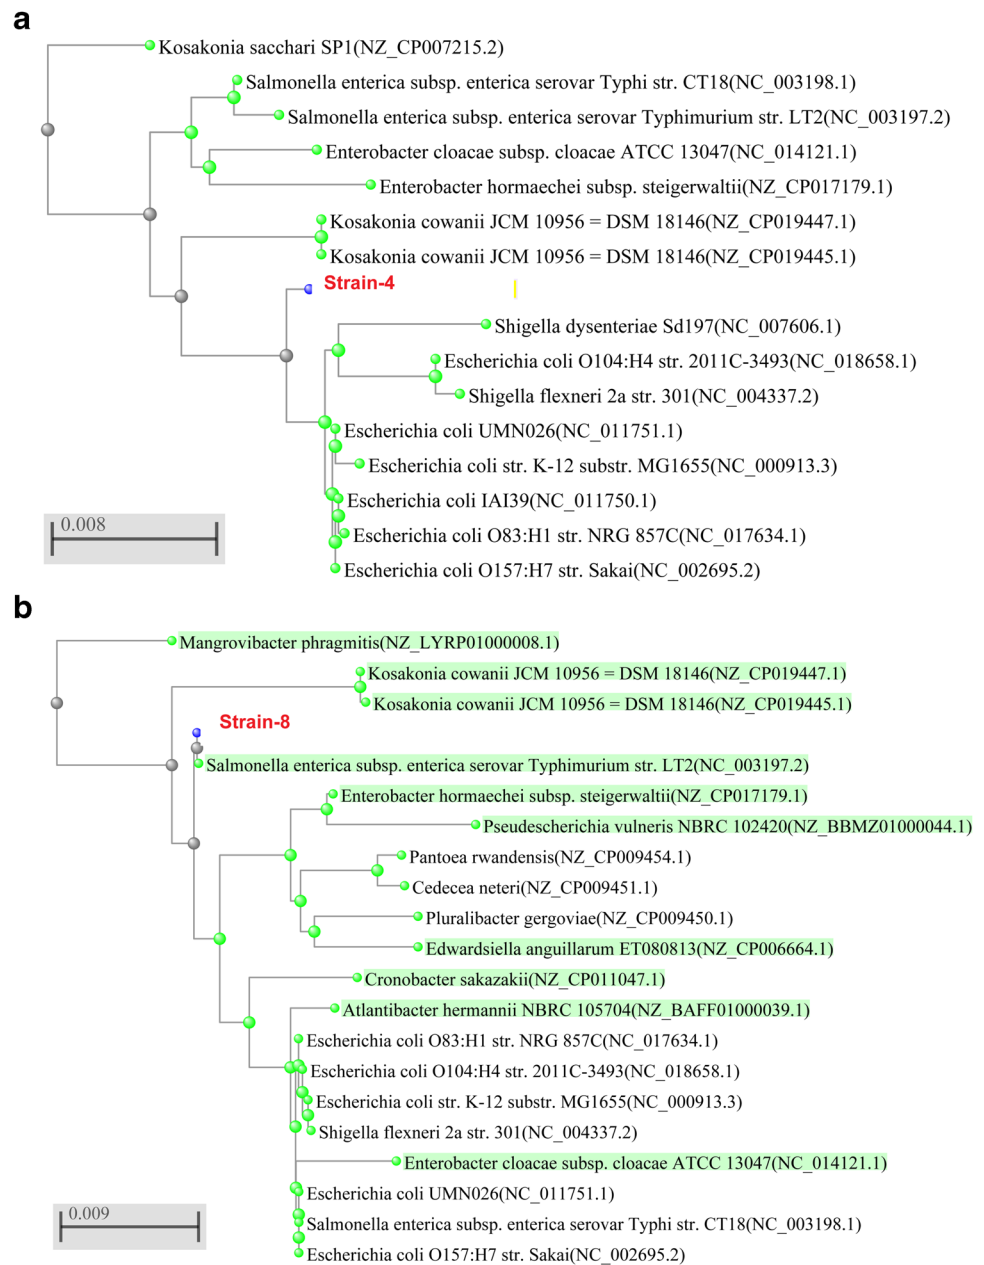 a
Kosakonia sacchari SP1(NZ_CP007215.2)
Salmonella enterica subsp. enterica serovar Typhi str. CT18(NC_003198.1)
Salmonella enterica subsp. enterica serovar Typhimurium str. LT2(NC_003197.2)
Enterobacter cloacae subsp. cloacae ATCC 13047(NC_014121.1)
Enterobacter hormaechei subsp. steigerwaltii(NZ_CP017179.1)
Kosakonia cowanii JCM 10956 = DSM 18146(NZ_CP019447.1)
Kosakonia cowanii JCM 10956 = DSM 18146(NZ_CP019445.1)
Strain-4
Shigella dysenteriae Sd197(NC_007606.1)
Escherichia coli O104:H4 str. 2011C-3493(NC_018658.1)
Shigella flexneri 2a str. 301(NC_004337.2)
Escherichia coli UMN026(NC_011751.1)
Escherichia coli str. K-12 substr. MG1655(NC_000913.3)
Escherichia coli IAI39(NC_011750.1)
0.008
Escherichia coli O83:H1 str. NRG 857C(NC_017634.1)
Escherichia coli O157:H7 str. Sakai(NC_002695.2)
b
Mangrovibacter phragmitis(NZ_LYRP01000008.1)
Kosakonia cowanii JCM 10956 = DSM 18146(NZ_CP019447.1)
Kosakonia cowanii JCM 10956 = DSM 18146(NZ_CP019445.1)
Strain-8
Salmonella enterica subsp. enterica serovar Typhimurium str. LT2(NC_003197.2)
Enterobacter hormaechei subsp. steigerwaltii(NZ_CP017179.1)
Pseudescherichia vulneris NBRC 102420(NZ_BBMZ01000044.1)
Pantoea rwandensis(NZ_CP009454.1)
Cedecea neteri(NZ_CP009451.1)
Pluralibacter gergoviae(NZ_CP009450.1)
Edwardsiella anguillarum ET080813(NZ_CP006664.1)
Cronobacter sakazakii(NZ_CP011047.1)
Atlantibacter hermannii NBRC 105704(NZ_BAFF01000039.1)
Escherichia coli O83:H1 str. NRG 857C(NC_017634.1)
Escherichia coli O104:H4 str. 2011C-3493(NC_018658.1)
Escherichia coli str. K-12 substr. MG1655(NC_000913.3)
Shigella flexneri 2a str. 301(NC_004337.2)
Enterobacter cloacae subsp. cloacae ATCC 13047(NC_014121.1)
Escherichia coli UMN026(NC_011751.1)
0.009
Salmonella enterica subsp. enterica serovar Typhi str. CT18(NC_003198.1)
Escherichia coli O157:H7 str. Sakai(NC_002695.2)